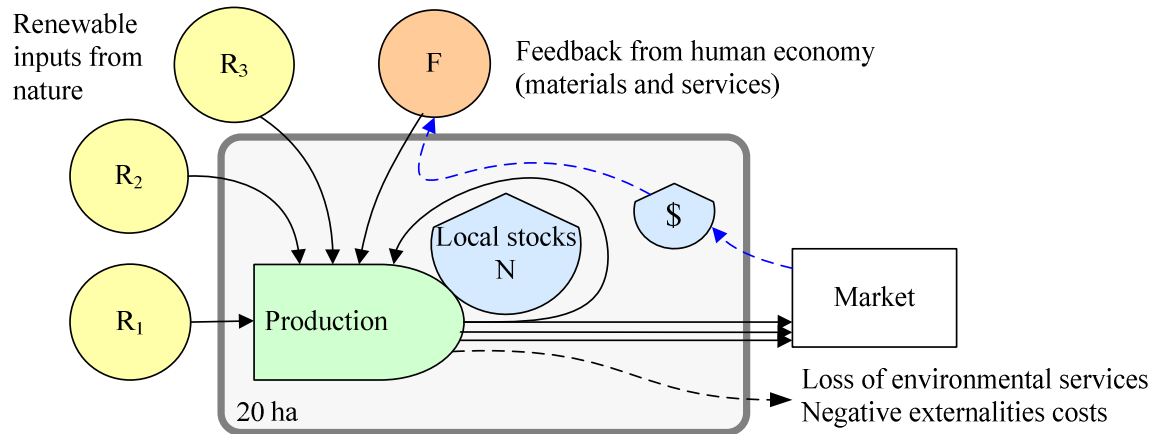 Renewable
inputs from
nature
R₃
F
Feedback from human economy
(materials and services)
R₂
$
Local stocks
N
R₁
Production
Market
20 ha
Loss of environmental services
Negative externalities costs